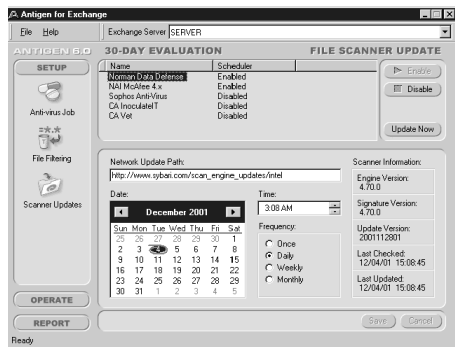 Antigen for Exchange
File Help Exchange Server SERVER
ANTIGEN 6.0 30-DAY EVALUATION FILE SCANNER UPDATE
SETUP
Anti-virus Job
File Filtering
Scanner Updates
OPERATE
REPORT
Name Scheduler
Norman Data Defense Enabled
NAI McAfee 4.x Enabled
Sophos Anti-Virus Disabled
CA InoculateIT Disabled
CA Vet Disabled
Enable
Disable
Update Now
Network Update Path:
http://www.sybari.com/scan_engine_updates/intel
Date:
December 2001
Sun Mon Tue Wed Thu Fri Sat
25 26 27 28 29 30 1
2 3 4 5 6 7 8
9 10 11 12 13 14 15
16 17 18 19 20 21 22
23 24 25 26 27 28 29
30 31 1 2 3 4 5
Time:
3:08 AM
Frequency:
Once
Daily
Weekly
Monthly
Scanner Information:
Engine Version:
4.70.0
Signature Version:
4.70.0
Update Version:
2001112801
Last Checked:
12/04/01 15:08:45
Last Updated:
12/04/01 15:08:45
Save Cancel
Ready